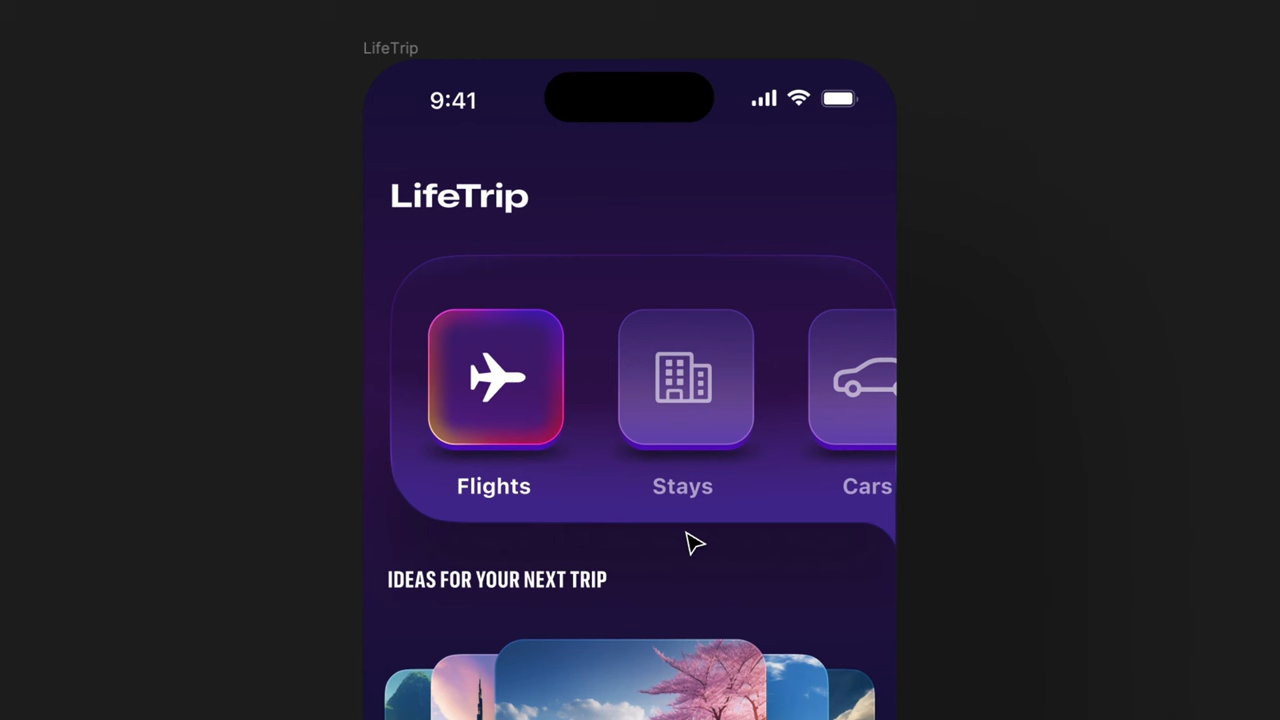 LifeTrip
9:41
LifeTrip
Flights
Stays
Cars
IDEAS FOR YOUR NEXT TRIP